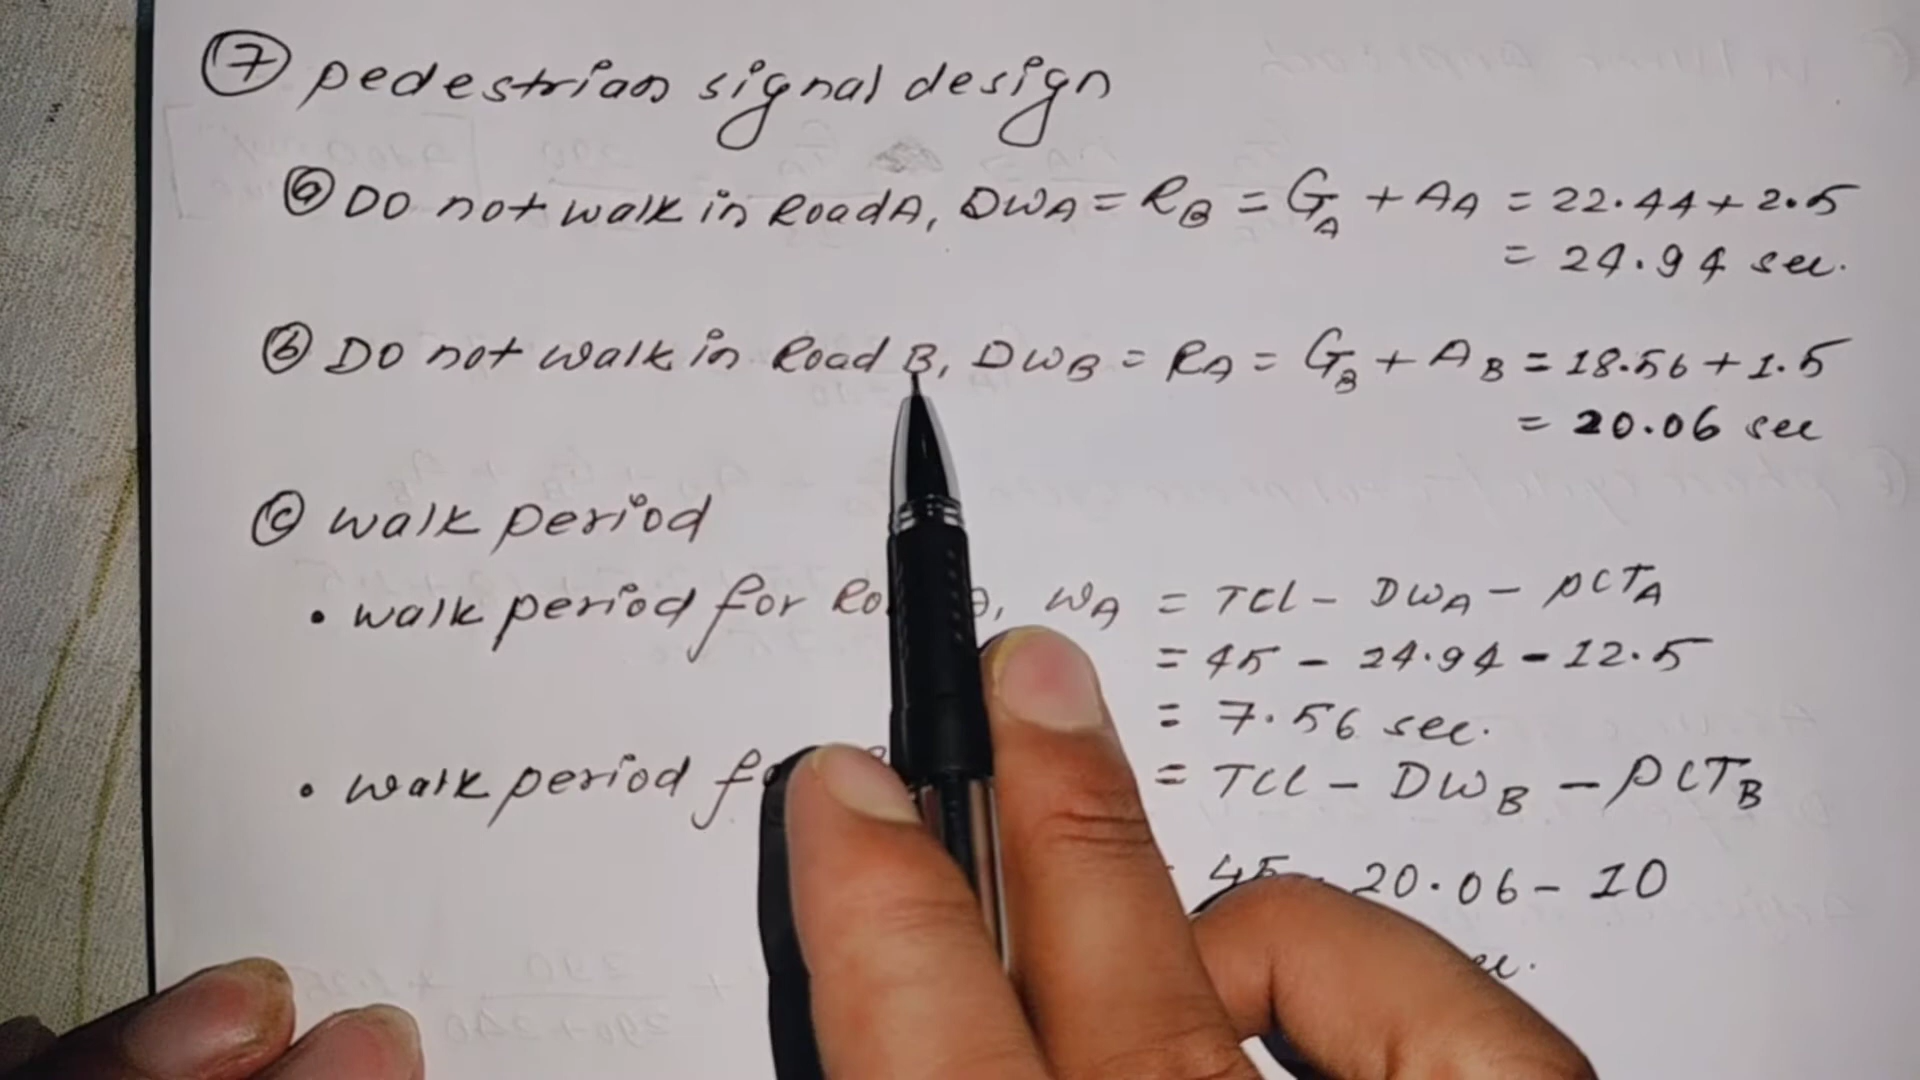 ⑦ pedestrian signal design
ⓐ Do not walk in Road A, DWA = RB = GA + AA = 22.44 + 2.5
= 24.94 sec.
ⓑ Do not walk in Road B, DWB = RA = GB + AB = 18.56 + 1.5
= 20.06 sec
ⓒ walk period
• walk period for WA = TCL - DWA - PCTA
= 45 - 24.94 - 12.5
= 7.56 sec.
• walk period = TCL - DWB - PCTB
45 - 20.06 - 10